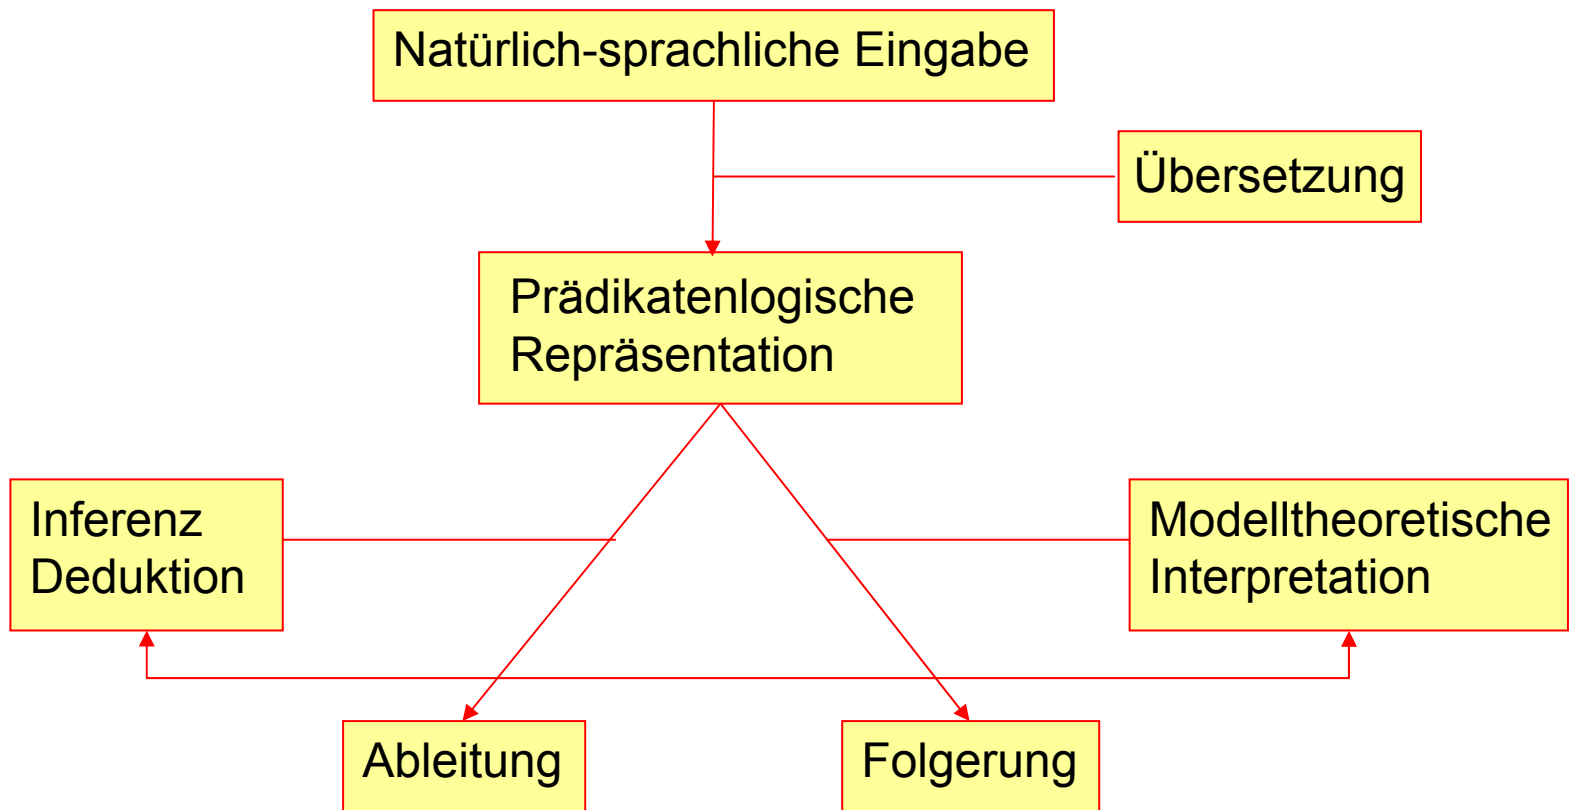 Natürlich-sprachliche Eingabe
Übersetzung
Prädikatenlogische
Repräsentation
Inferenz
Deduktion
Modelltheoretische
Interpretation
Ableitung
Folgerung